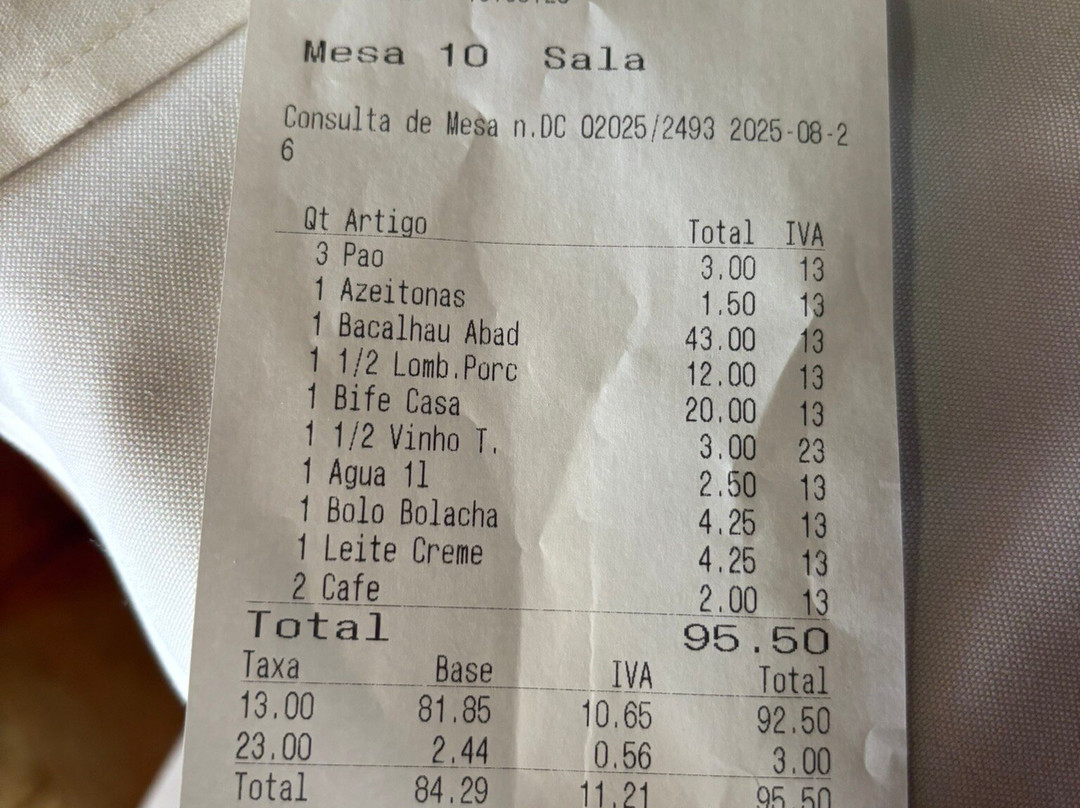 Mesa 10 Sala
Consulta de Mesa n.DC 02025/2493 2025-08-2
6
Qt Artigo Total IVA
3 Pao 3.00 13
1 Azeitonas 1.50 13
1 Bacalhau Abad 43.00 13
1 1/2 Lomb.Porc 12.00 13
1 Bife Casa 20.00 13
1 1/2 Vinho T. 3.00 23
1 Agua 1l 2.50 13
1 Bolo Bolacha 4.25 13
1 Leite Creme 4.25 13
2 Cafe 2.00 13
Total 95.50
Taxa Base IVA Total
13.00 81.85 10.65 92.50
23.00 2.44 0.56 3.00
Total 84.29 11.21 95.50